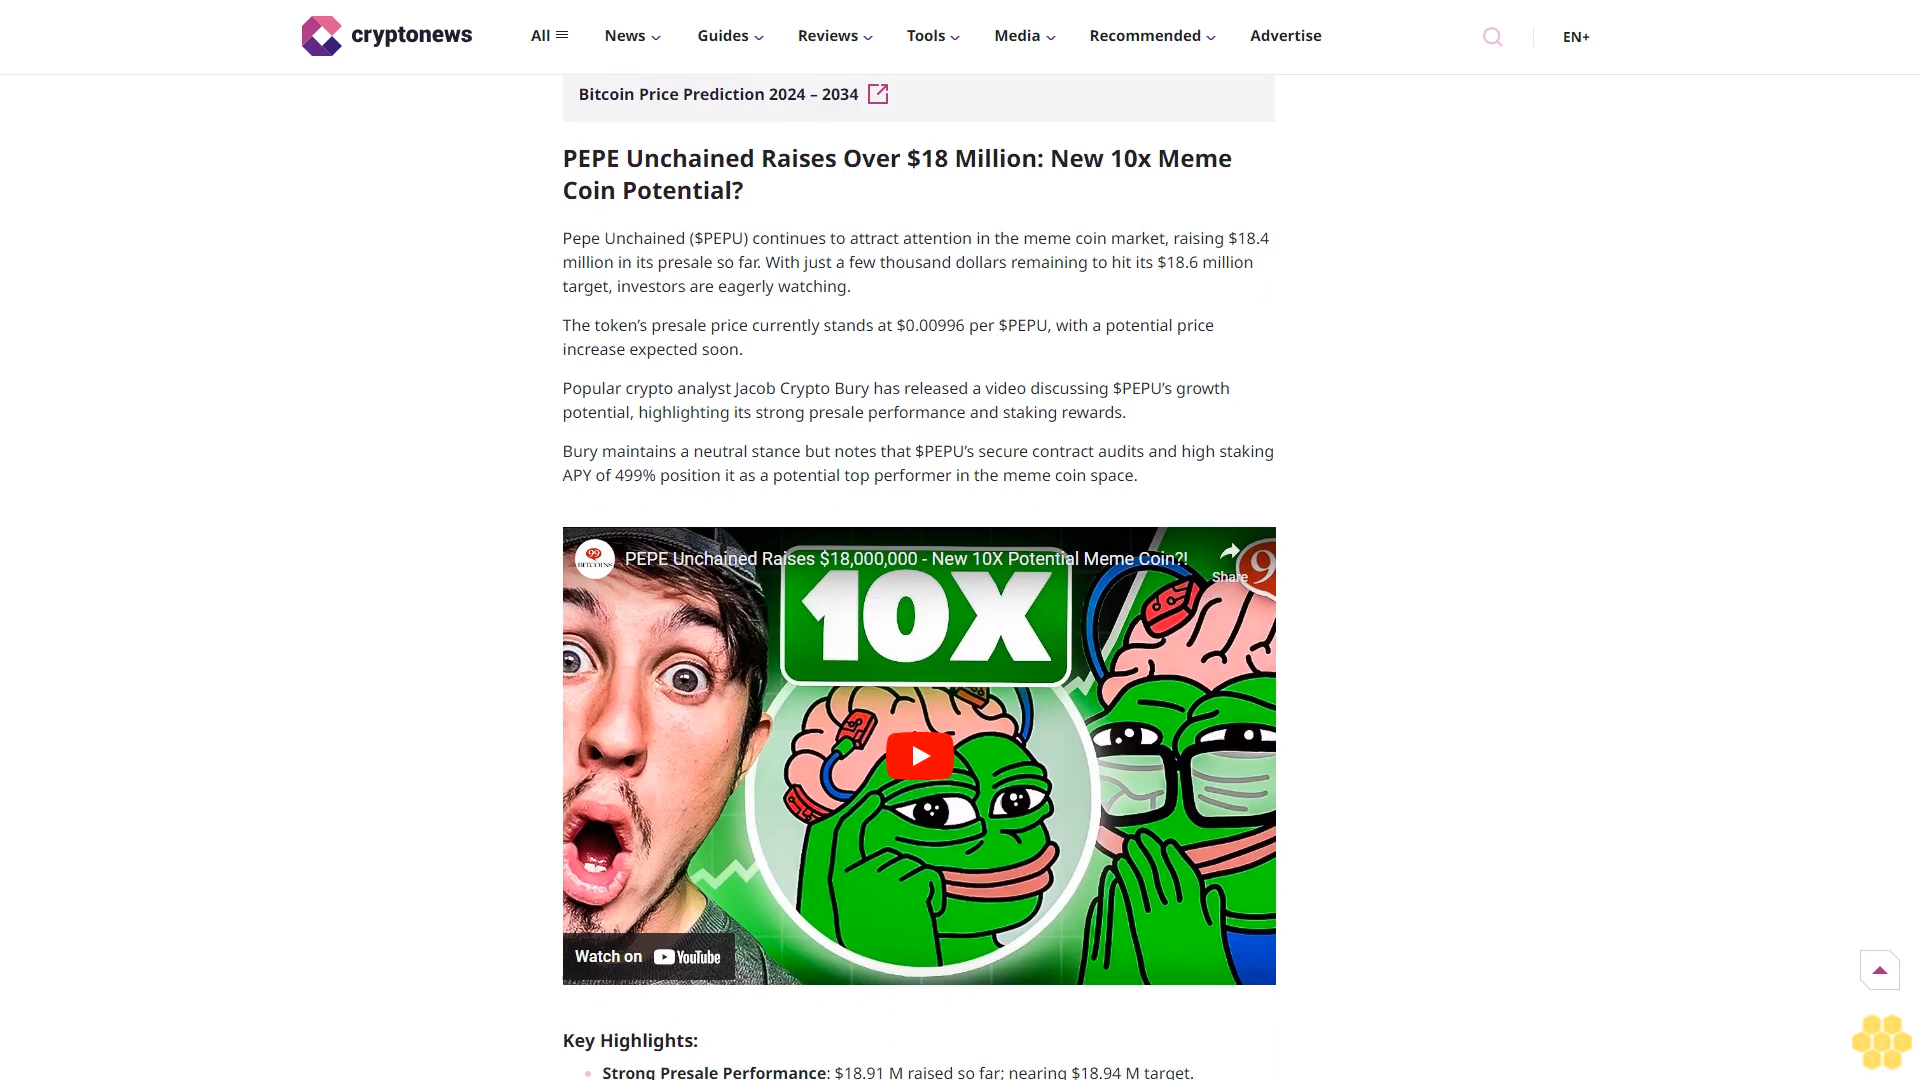 cryptonews
All
News
Guides
Reviews
Tools
Media
Recommended
Advertise
EN+
Bitcoin Price Prediction 2024 – 2034
PEPE Unchained Raises Over $18 Million: New 10x Meme
Coin Potential?
Pepe Unchained ($PEPU) continues to attract attention in the meme coin market, raising $18.4
million in its presale so far. With just a few thousand dollars remaining to hit its $18.6 million
target, investors are eagerly watching.
The token’s presale price currently stands at $0.00996 per $PEPU, with a potential price
increase expected soon.
Popular crypto analyst Jacob Crypto Bury has released a video discussing $PEPU’s growth
potential, highlighting its strong presale performance and staking rewards.
Bury maintains a neutral stance but notes that $PEPU’s secure contract audits and high staking
APY of 499% position it as a potential top performer in the meme coin space.
99
BITCOINS
PEPE Unchained Raises $18,000,000 - New 10X Potential Meme Coin?!
Share
9
10X
Watch on YouTube
Key Highlights:
Strong Presale Performance: $18.91 M raised so far; nearing $18.94 M target.